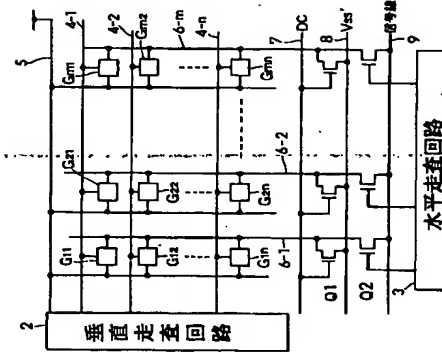 5
4-1
4-2
4-n
Gm1
Gm2
6-m
Gmn
2
垂直走査回路
G21
G22
G2n
6-2
G11
G12
G1n
6-1
DC
7
Q1
Vss'
8
Q2
信号線
9
3
水平走査回路